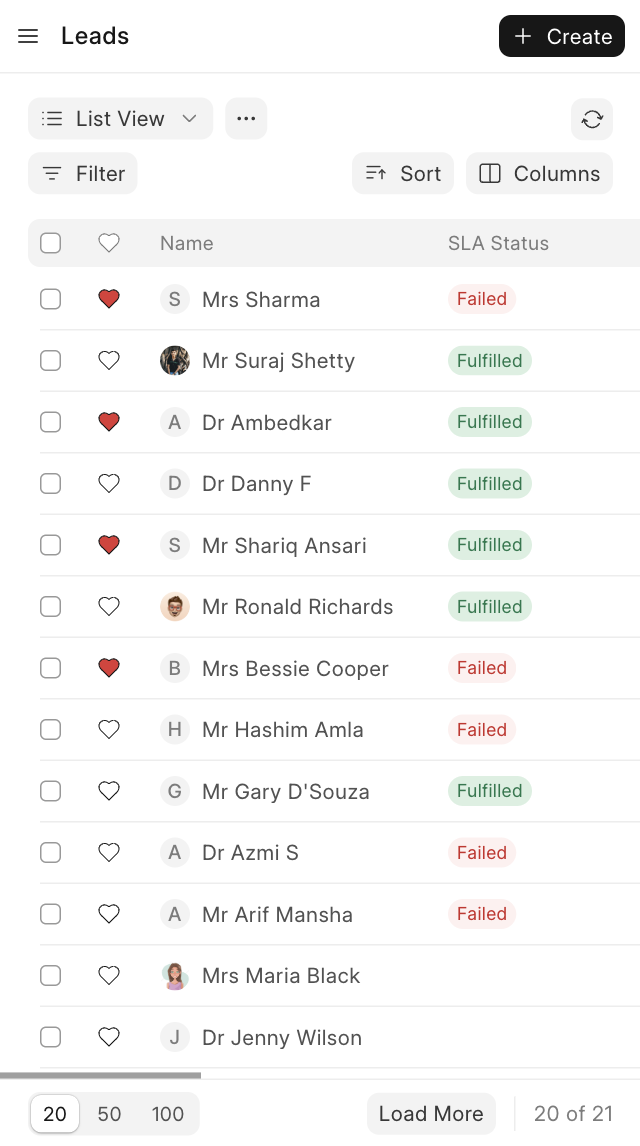 Leads
Create
List View
Filter
Sort
Columns
Name SLA Status
S Mrs Sharma Failed
Mr Suraj Shetty Fulfilled
A Dr Ambedkar Fulfilled
D Dr Danny F Fulfilled
S Mr Shariq Ansari Fulfilled
Mr Ronald Richards Fulfilled
B Mrs Bessie Cooper Failed
H Mr Hashim Amla Failed
G Mr Gary D'Souza Fulfilled
A Dr Azmi S Failed
A Mr Arif Mansha Failed
Mrs Maria Black
J Dr Jenny Wilson
20 50 100 Load More 20 of 21